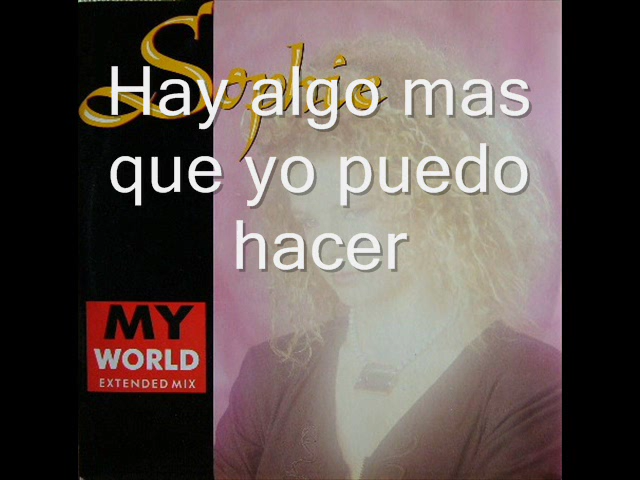 Sophie
Hay algo mas
que yo puedo
hacer
MY
WORLD
EXTENDED MIX